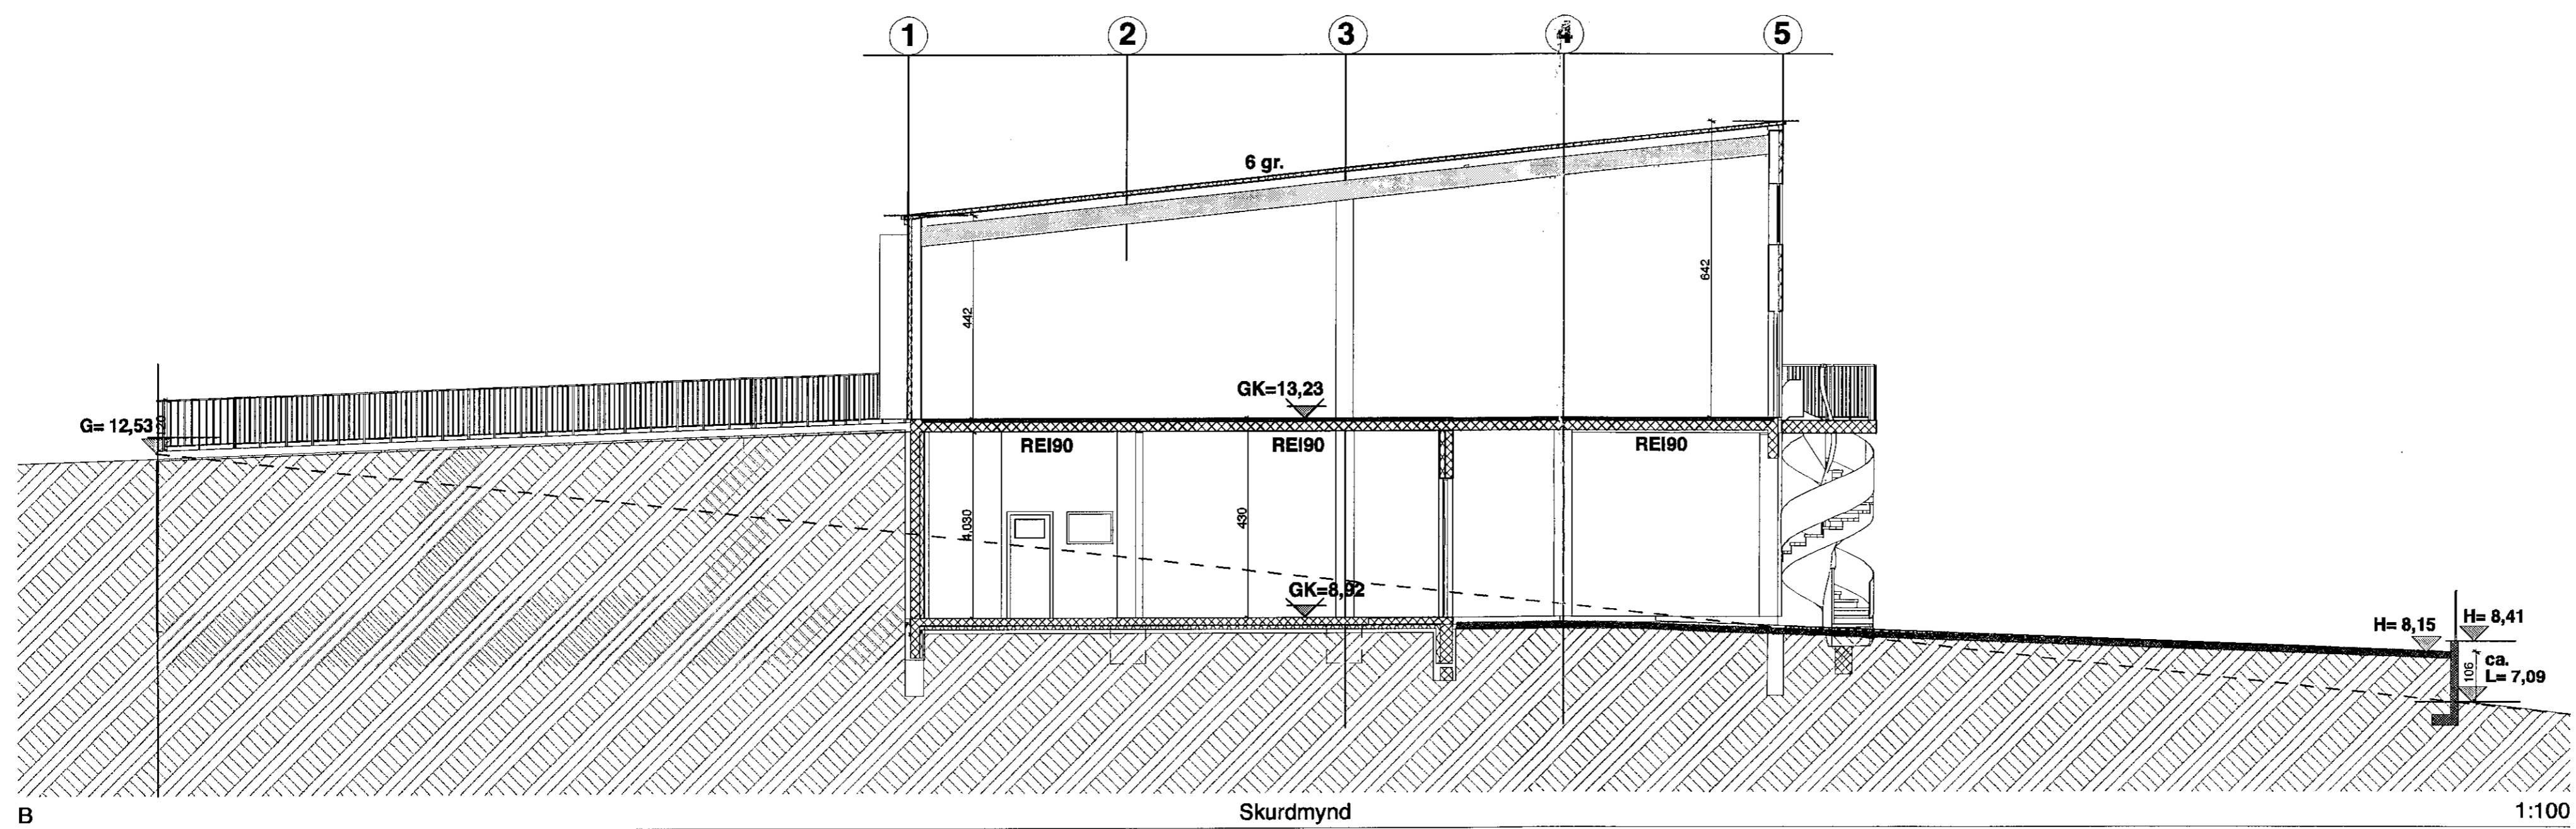 1 2 3 4 5
6 gr.
642
442
GK=13,23
G= 12,53
REI90 REI90 REI90
4,030
430
GK=8,92
H= 8,15 H= 8,41
ca.
106
L= 7,09
B Skurdmynd 1:100